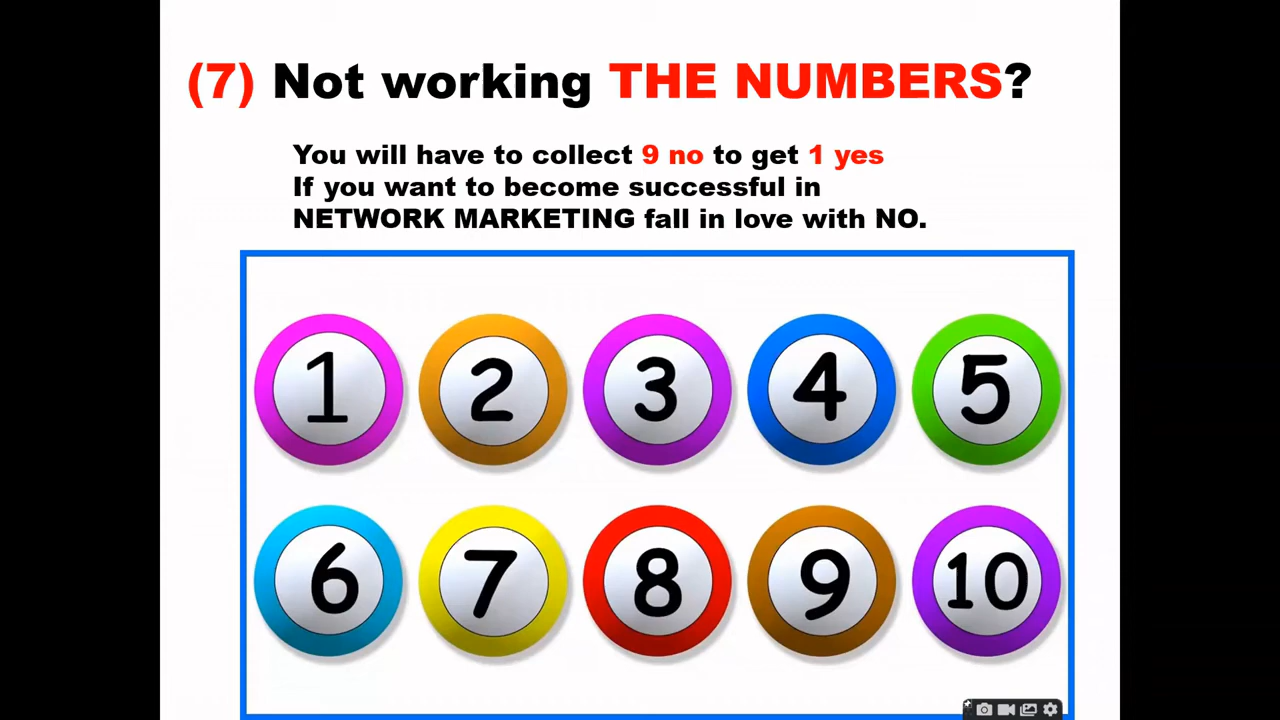 (7) Not working THE NUMBERS?
You will have to collect 9 no to get 1 yes
If you want to become successful in
NETWORK MARKETING fall in love with NO.
1 2 3 4 5
6 7 8 9 10